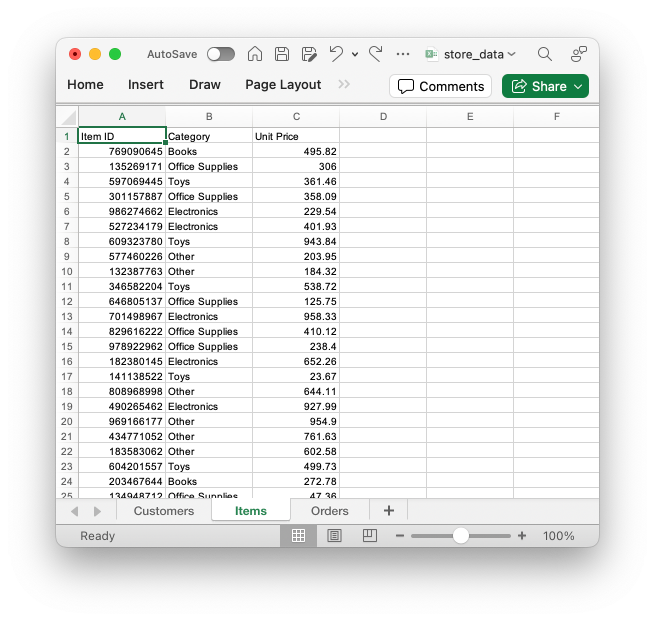 AutoSave store_data
Home Insert Draw Page Layout Comments Share
A B C D E F
1 Item ID Category Unit Price
2 769090645 Books 495.82
3 135269171 Office Supplies 306
4 597069445 Toys 361.46
5 301157887 Office Supplies 358.09
6 986274662 Electronics 229.54
7 527234179 Electronics 401.93
8 609323780 Toys 943.84
9 577460226 Other 203.95
10 132387763 Other 184.32
11 346582204 Toys 538.72
12 646805137 Office Supplies 125.75
13 701498967 Electronics 958.33
14 829616222 Office Supplies 410.12
15 978922962 Office Supplies 238.4
16 182380145 Electronics 652.26
17 141138522 Toys 23.67
18 808968998 Other 644.11
19 490265462 Electronics 927.99
20 969166177 Other 954.9
21 434771052 Other 761.63
22 183583062 Other 602.58
23 604201557 Toys 499.73
24 203467644 Books 272.78
25 134948712 Office Supplies 47.36
Customers Items Orders +
Ready 100%